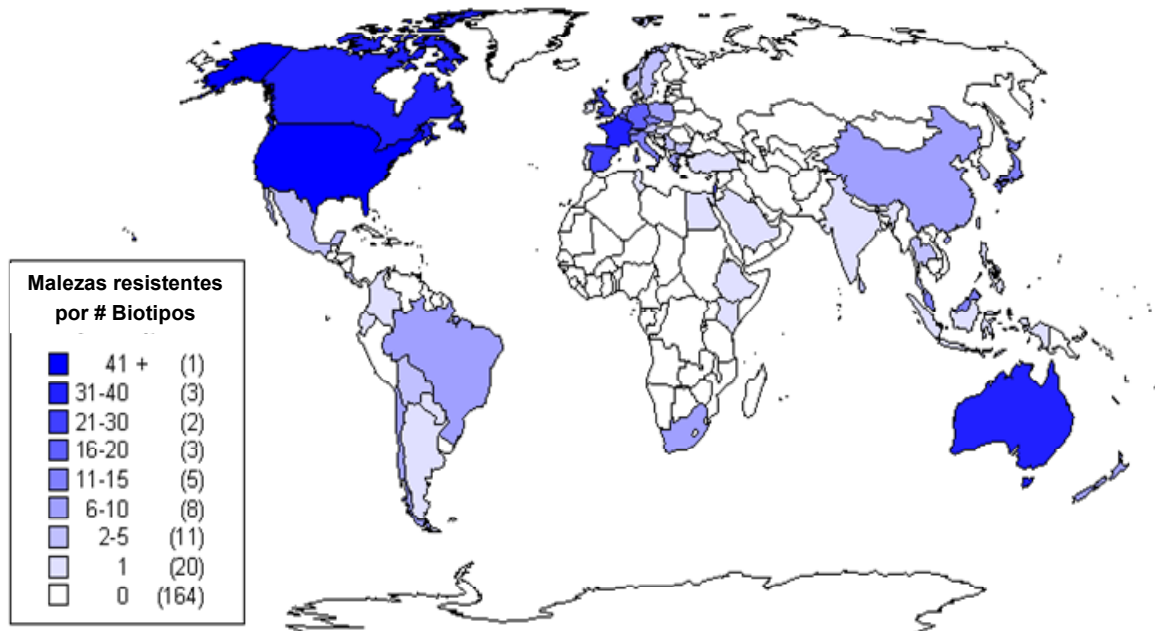 Malezas resistentes
por # Biotipos
41 + (1)
31-40 (3)
21-30 (2)
16-20 (3)
11-15 (5)
6-10 (8)
2-5 (11)
1 (20)
0 (164)